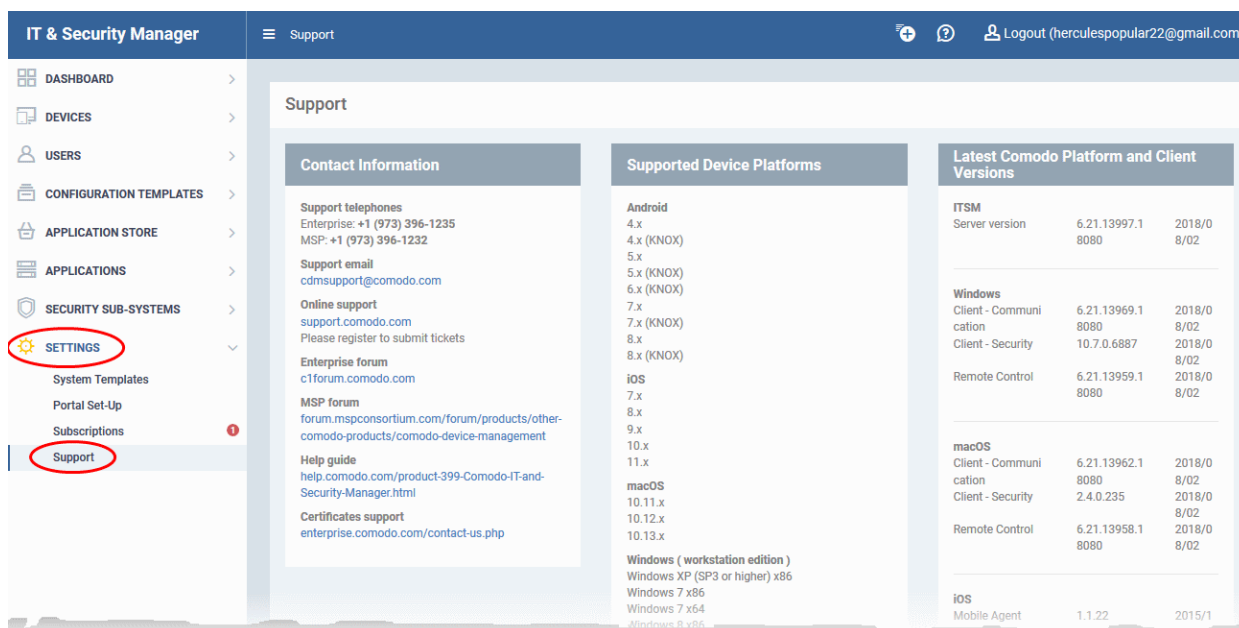 IT & Security Manager
Support
Logout (herculespopular22@gmail.com
DASHBOARD
DEVICES
USERS
CONFIGURATION TEMPLATES
APPLICATION STORE
APPLICATIONS
SECURITY SUB-SYSTEMS
SETTINGS
System Templates
Portal Set-Up
Subscriptions 1
Support
Support
Contact Information
Support telephones
Enterprise: +1 (973) 396-1235
MSP: +1 (973) 396-1232
Support email
cdmsupport@comodo.com
Online support
support.comodo.com
Please register to submit tickets
Enterprise forum
c1forum.comodo.com
MSP forum
forum.mspconsortium.com/forum/products/other-
comodo-products/comodo-device-management
Help guide
help.comodo.com/product-399-Comodo-IT-and-
Security-Manager.html
Certificates support
enterprise.comodo.com/contact-us.php
Supported Device Platforms
Android
4.x
4.x (KNOX)
5.x
5.x (KNOX)
6.x (KNOX)
7.x
7.x (KNOX)
8.x
8.x (KNOX)
iOS
7.x
8.x
9.x
10.x
11.x
macOS
10.11.x
10.12.x
10.13.x
Windows ( workstation edition )
Windows XP (SP3 or higher) x86
Windows 7 x86
Windows 7 x64
Windows 8 x86
Latest Comodo Platform and Client
Versions
ITSM
Server version 6.21.13997.1 2018/0
8080 8/02
Windows
Client - Communi 6.21.13969.1 2018/0
cation 8080 8/02
Client - Security 10.7.0.6887 2018/0
8/02
Remote Control 6.21.13959.1 2018/0
8080 8/02
macOS
Client - Communi 6.21.13962.1 2018/0
cation 8080 8/02
Client - Security 2.4.0.235 2018/0
8/02
Remote Control 6.21.13958.1 2018/0
8080 8/02
iOS
Mobile Agent 1.1.22 2015/1